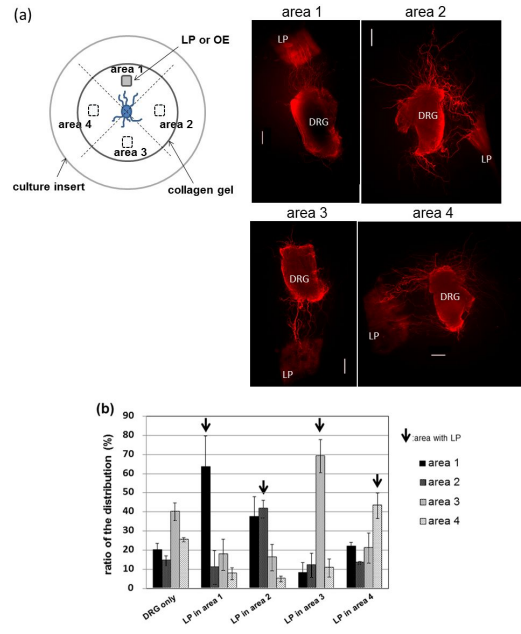 (a)
LP or OE
area 1
area 4
area 2
area 3
culture insert
collagen gel
area 1
area 2
LP
DRG
DRG
LP
area 3
area 4
DRG
LP
DRG
LP
(b)
ratio of the distribution (%)
90
80
70
60
50
40
30
20
10
0
DRG only
LP in area 1
LP in area 2
LP in area 3
LP in area 4
:area with LP
area 1
area 2
area 3
area 4